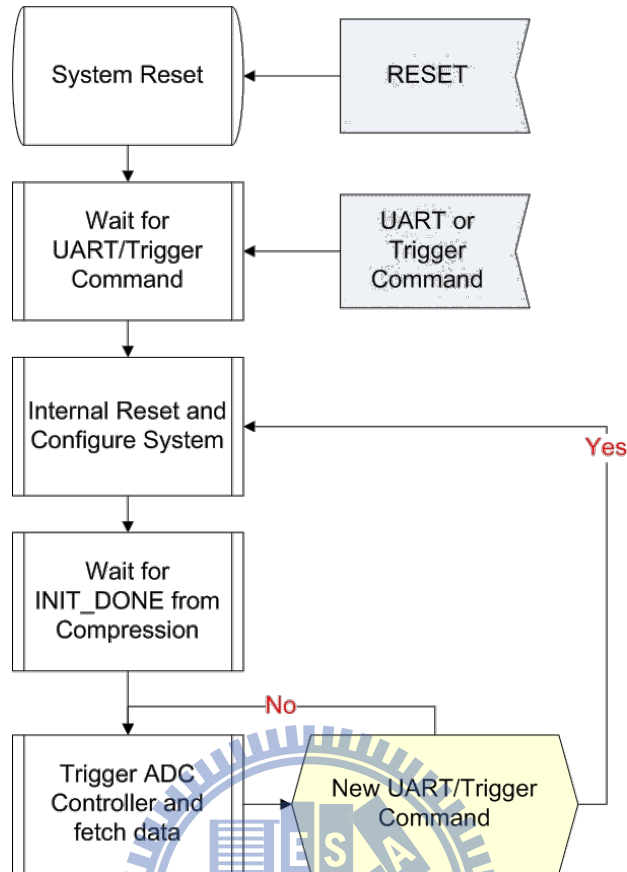 System Reset
RESET
Wait for
UART/Trigger
Command
UART or
Trigger
Command
Internal Reset and
Configure System
Yes
Wait for
INIT_DONE from
Compression
No
Trigger ADC
Controller and
fetch data
New UART/Trigger
Command
ESA